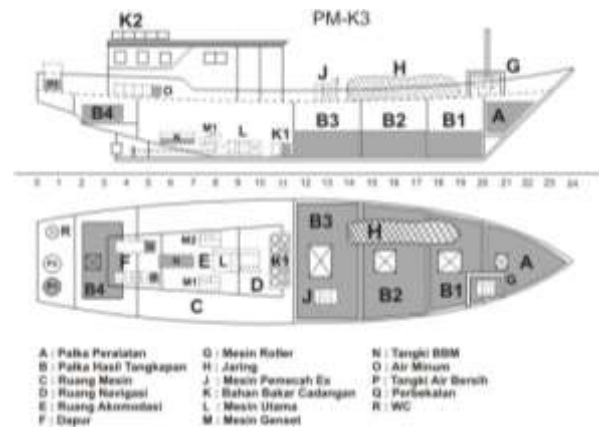 PM-K3
K2
J
H
G
O
B4
N
M1
L
K1
B3
B2
B1
A
0 1 2 3 4 5 6 7 8 9 10 11 12 13 14 15 16 17 18 19 20 21 22 23 24
R
B3
H
M2
F
E
L
K1
A
B4
M1
D
J
B2
B1
G
C
A : Palka Peralatan
B : Palka Hasil Tangkapan
C : Ruang Mesin
D : Ruang Navigasi
E : Ruang Akomodasi
F : Dapur
G : Mesin Roller
H : Jaring
J : Mesin Pemecah Es
K : Bahan Bakar Cadangan
L : Mesin Utama
M : Mesin Genset
N : Tangki BBM
O : Air Minum
P : Tangki Air Bersih
Q : Perbekalan
R : WC